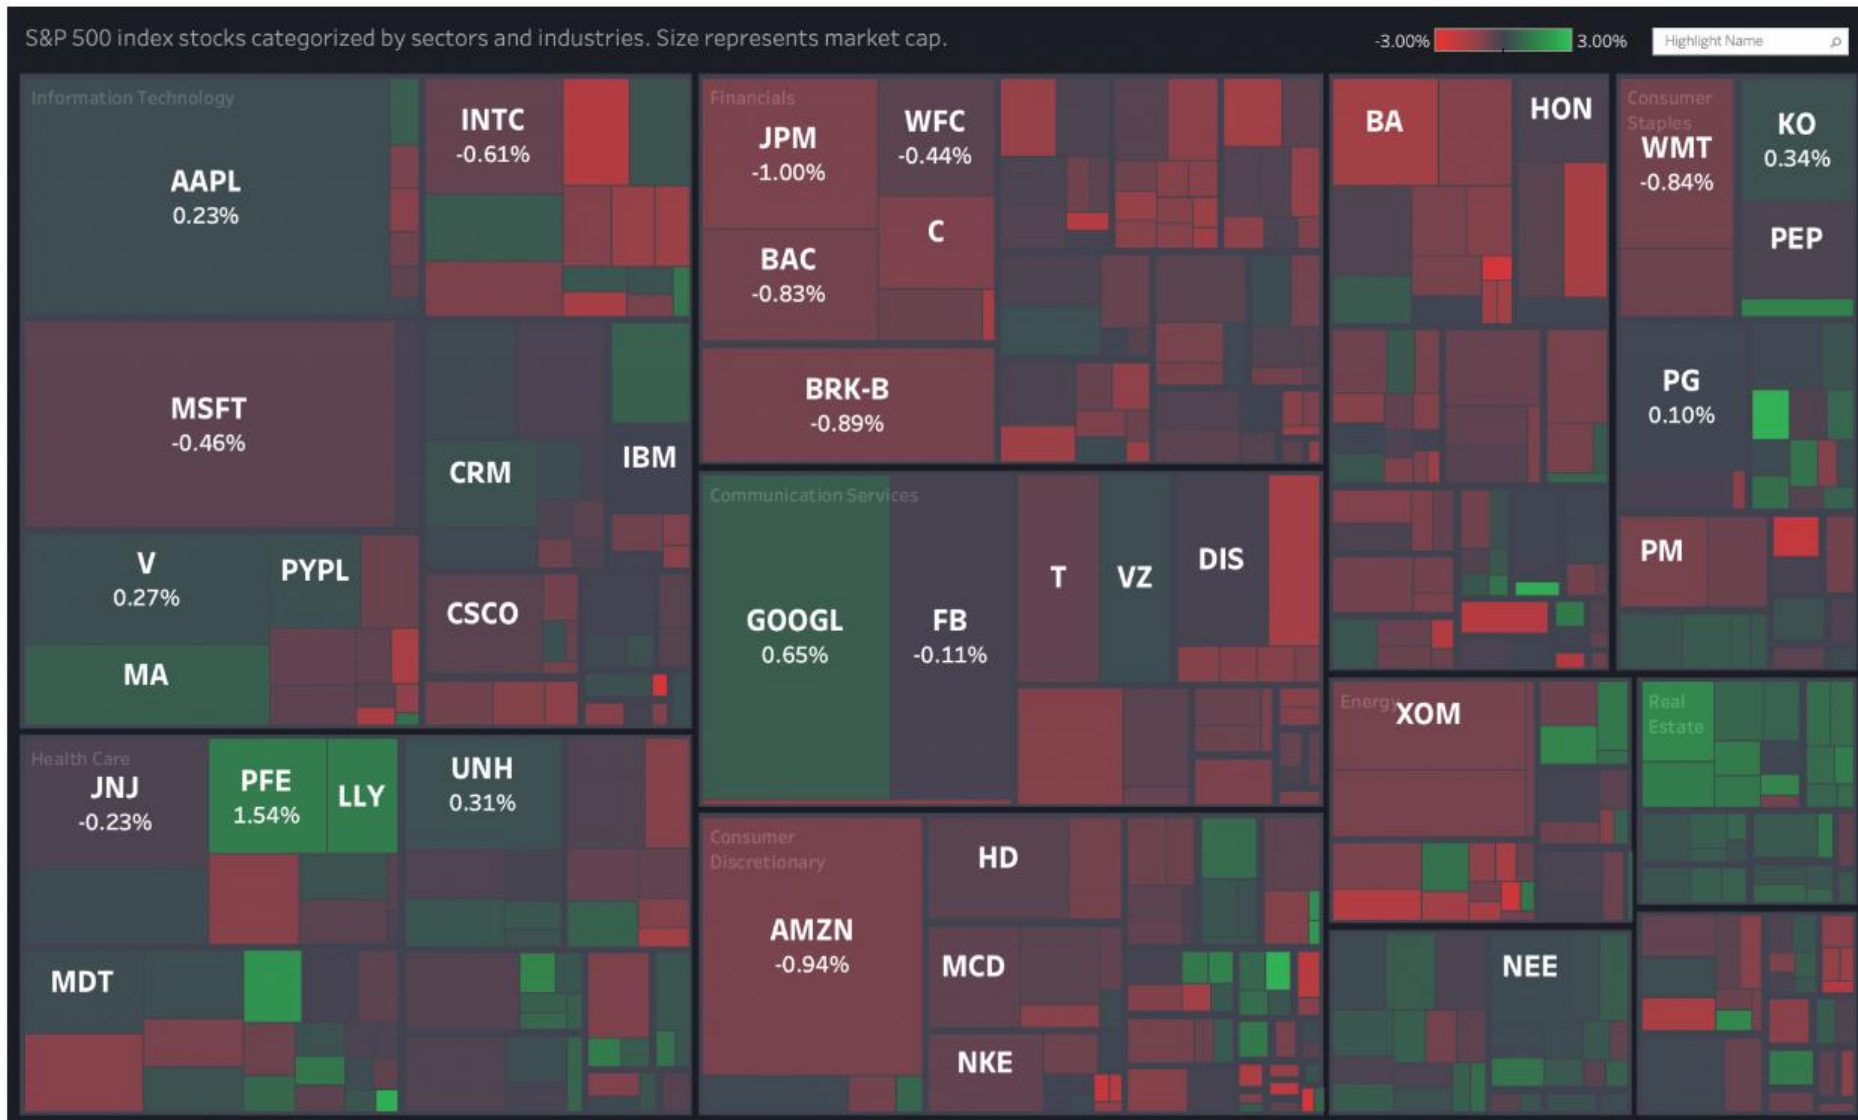 S&P 500 index stocks categorized by sectors and industries. Size represents market cap.
-3.00%
3.00%
Highlight Name
Information Technology
AAPL
0.23%
INTC
-0.61%
MSFT
-0.46%
CRM
IBM
V
0.27%
PYPL
CSCO
MA
Financials
JPM
-1.00%
WFC
-0.44%
BAC
-0.83%
C
BRK-B
-0.89%
BA
HON
Consumer
Staples
WMT
-0.84%
KO
0.34%
PEP
PG
0.10%
PM
Communication Services
GOOGL
0.65%
FB
-0.11%
T
VZ
DIS
Health Care
JNJ
-0.23%
PFE
1.54%
LLY
UNH
0.31%
MDT
Consumer
Discretionary
AMZN
-0.94%
HD
MCD
NKE
Energy
XOM
Real
Estate
NEE